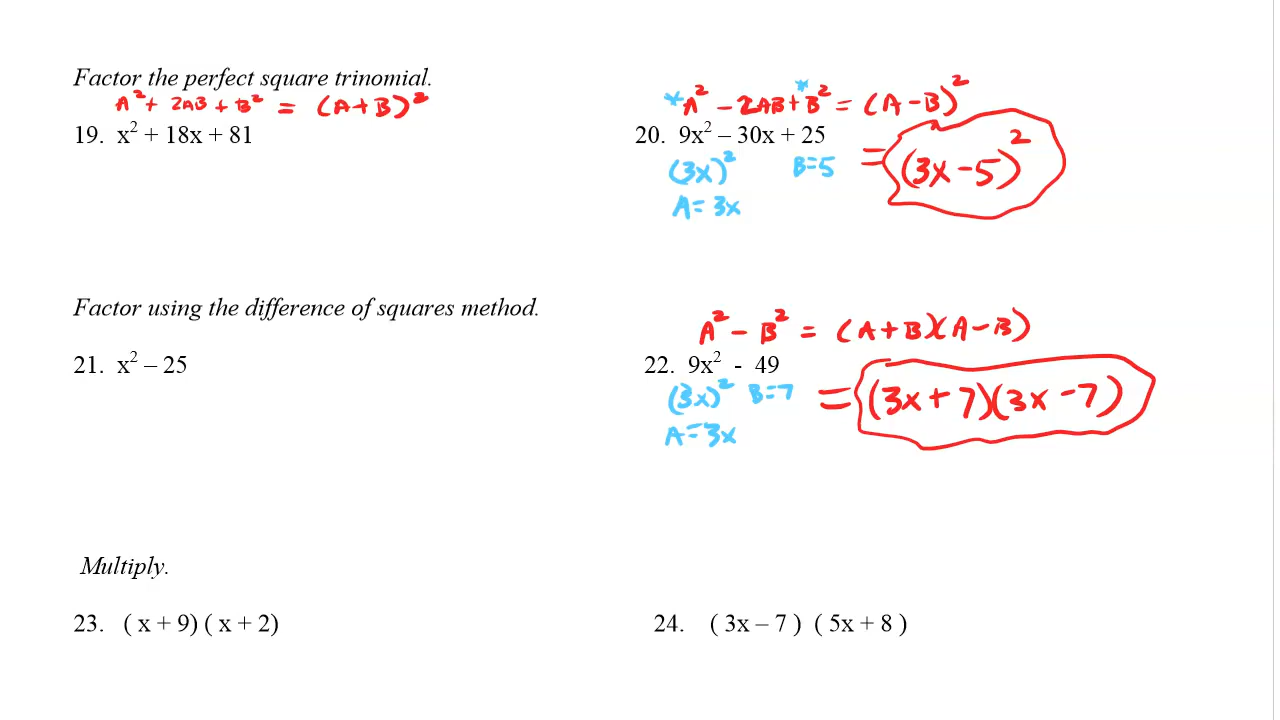 Factor the perfect square trinomial.
A² + 2AB + B² = (A+B)²
*A² - 2AB + *B² = (A-B)²
19. x² + 18x + 81
20. 9x² – 30x + 25
= (3x-5)²
(3x)² B=5
A=3x
Factor using the difference of squares method.
A² - B² = (A+B)(A-B)
21. x² – 25
22. 9x² - 49
(3x)² B=7
= (3x+7)(3x-7)
A=3x
Multiply.
23. ( x + 9) ( x + 2)
24. ( 3x – 7 ) ( 5x + 8 )